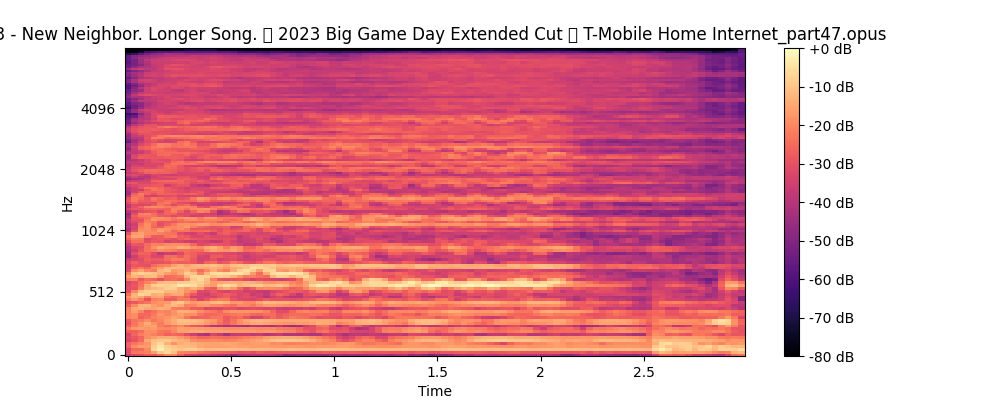 3 - New Neighbor. Longer Song. 2023 Big Game Day Extended Cut T-Mobile Home Internet_part47.opus
+0 dB
-10 dB
-20 dB
-30 dB
-40 dB
-50 dB
-60 dB
-70 dB
-80 dB
Hz
4096
2048
1024
512
0
0
0.5
1
1.5
2
2.5
Time